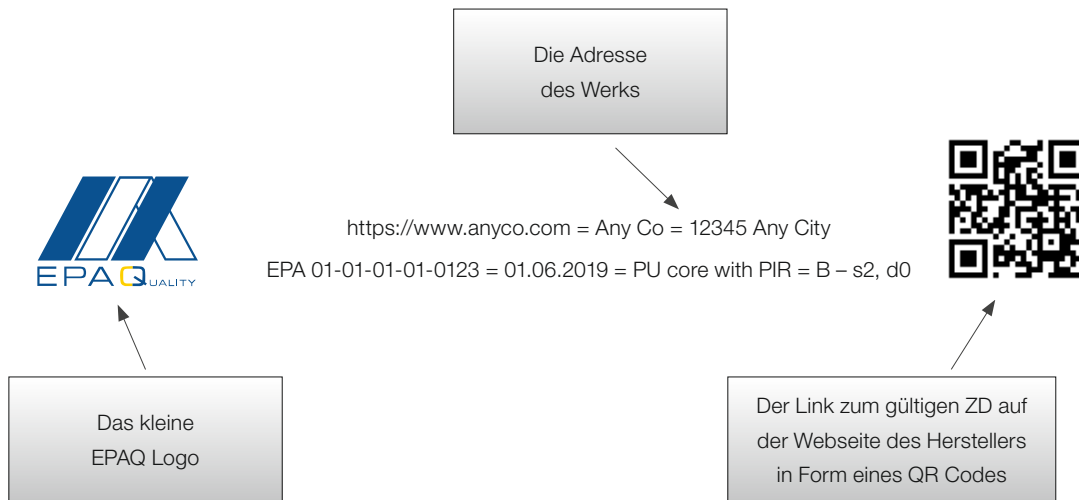 Die Adresse
des Werks
https://www.anyco.com = Any Co = 12345 Any City
EPA 01-01-01-01-0123 = 01.06.2019 = PU core with PIR = B – s2, d0
EPAQUALITY
Das kleine
EPAQ Logo
Der Link zum gültigen ZD auf
der Webseite des Herstellers
in Form eines QR Codes